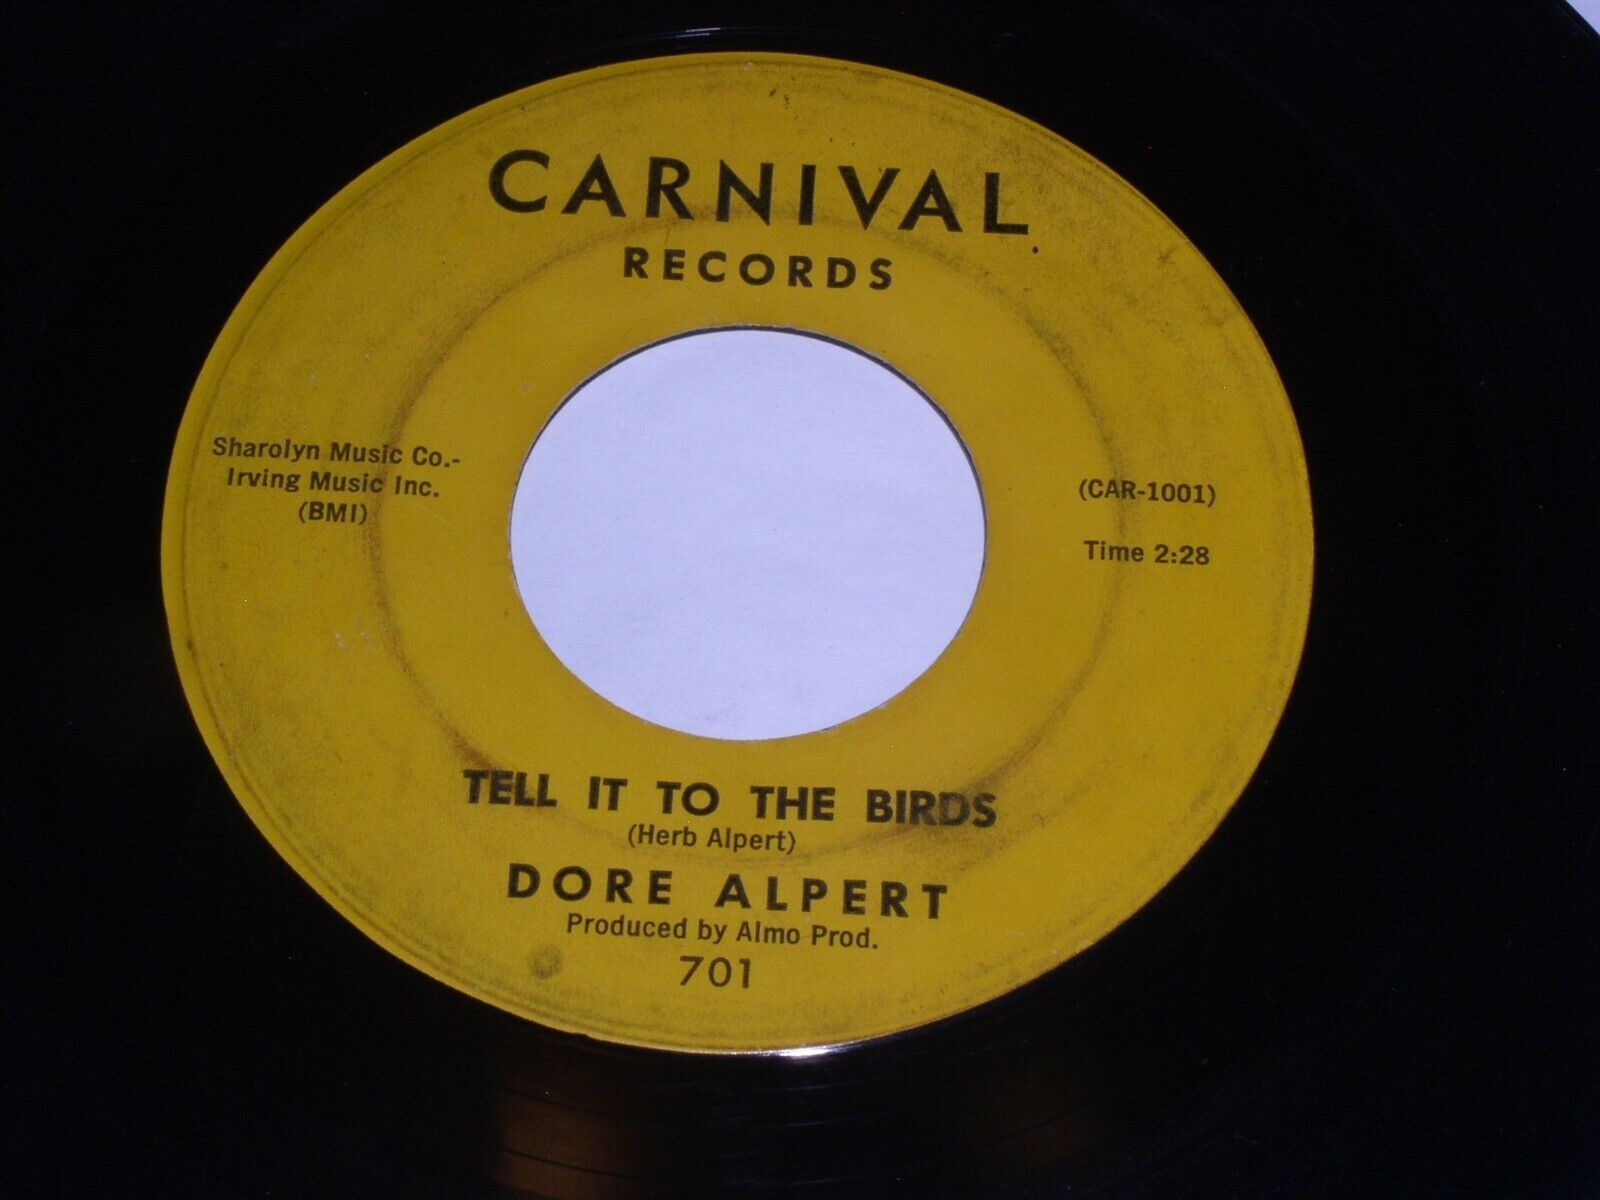 CARNIVAL
RECORDS
Sharolyn Music Co.-
Irving Music Inc.
(BMI)
(CAR-1001)
Time 2:28
TELL IT TO THE BIRDS
(Herb Alpert)
DORE ALPERT
Produced by Almo Prod.
701